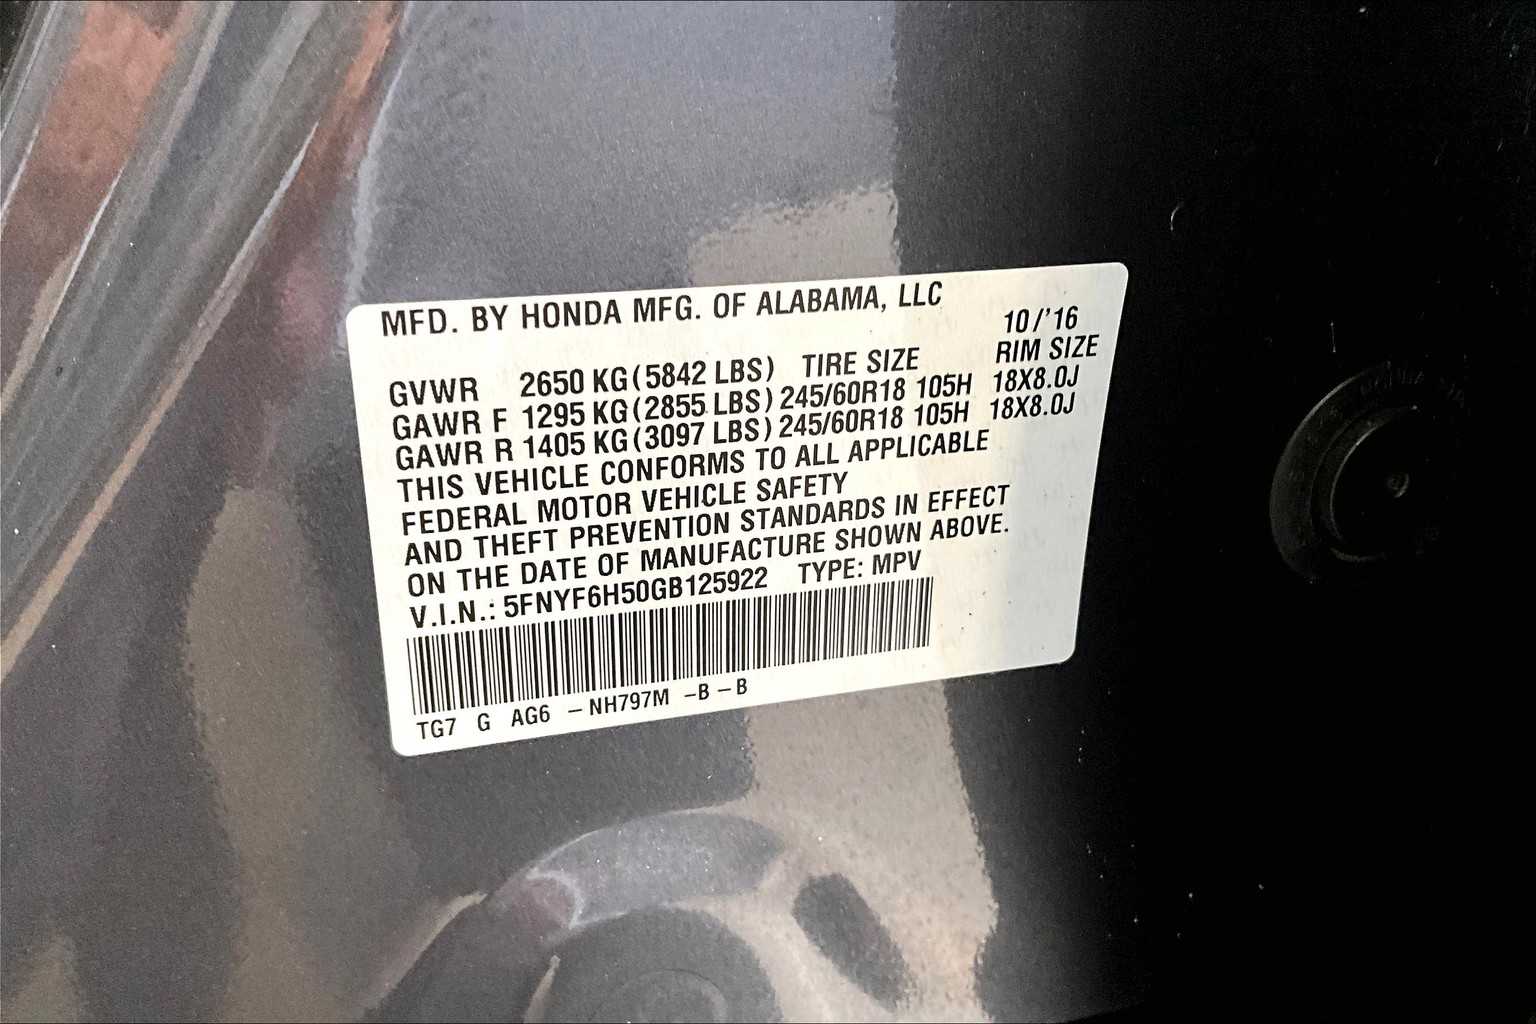 MFD. BY HONDA MFG. OF ALABAMA, LLC
10/'16
GVWR 2650 KG(5842 LBS) TIRE SIZE RIM SIZE
GAWR F 1295 KG(2855 LBS) 245/60R18 105H 18X8.0J
GAWR R 1405 KG(3097 LBS) 245/60R18 105H 18X8.0J
THIS VEHICLE CONFORMS TO ALL APPLICABLE
FEDERAL MOTOR VEHICLE SAFETY
AND THEFT PREVENTION STANDARDS IN EFFECT
ON THE DATE OF MANUFACTURE SHOWN ABOVE.
V.I.N.: 5FNYF6H50GB125922 TYPE: MPV
TG7 G AG6 –NH797M –B–B